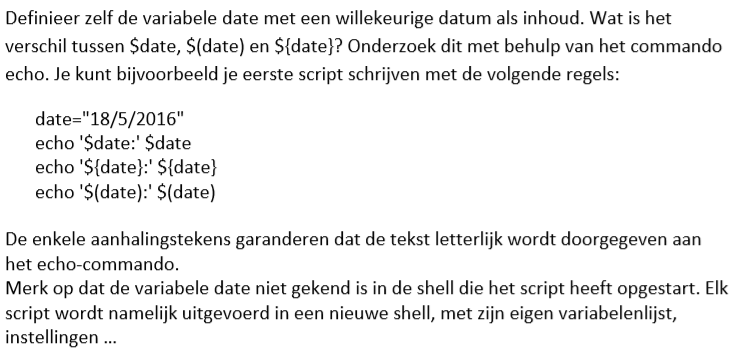 Definieer zelf de variabele date met een willekeurige datum als inhoud. Wat is het
verschil tussen $date, $(date) en ${date}? Onderzoek dit met behulp van het commando
echo. Je kunt bijvoorbeeld je eerste script schrijven met de volgende regels:
date="18/5/2016"
echo '$date:' $date
echo '${date}:' ${date}
echo '$(date):' $(date)
De enkele aanhalingstekens garanderen dat de tekst letterlijk wordt doorgegeven aan
het echo-commando.
Merk op dat de variabele date niet gekend is in de shell die het script heeft opgestart. Elk
script wordt namelijk uitgevoerd in een nieuwe shell, met zijn eigen variabelenlijst,
instellingen ...